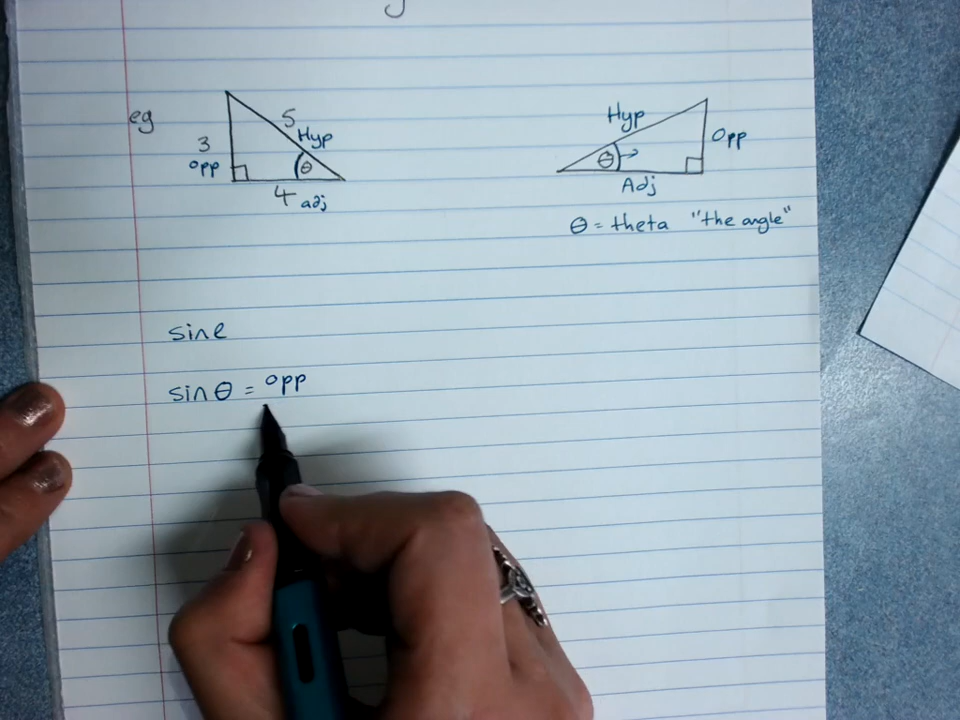 eg
5
Hyp
3
opp
θ
4 adj
Hyp
Opp
θ
Adj
θ = theta "the angle"
sine
sin θ = opp